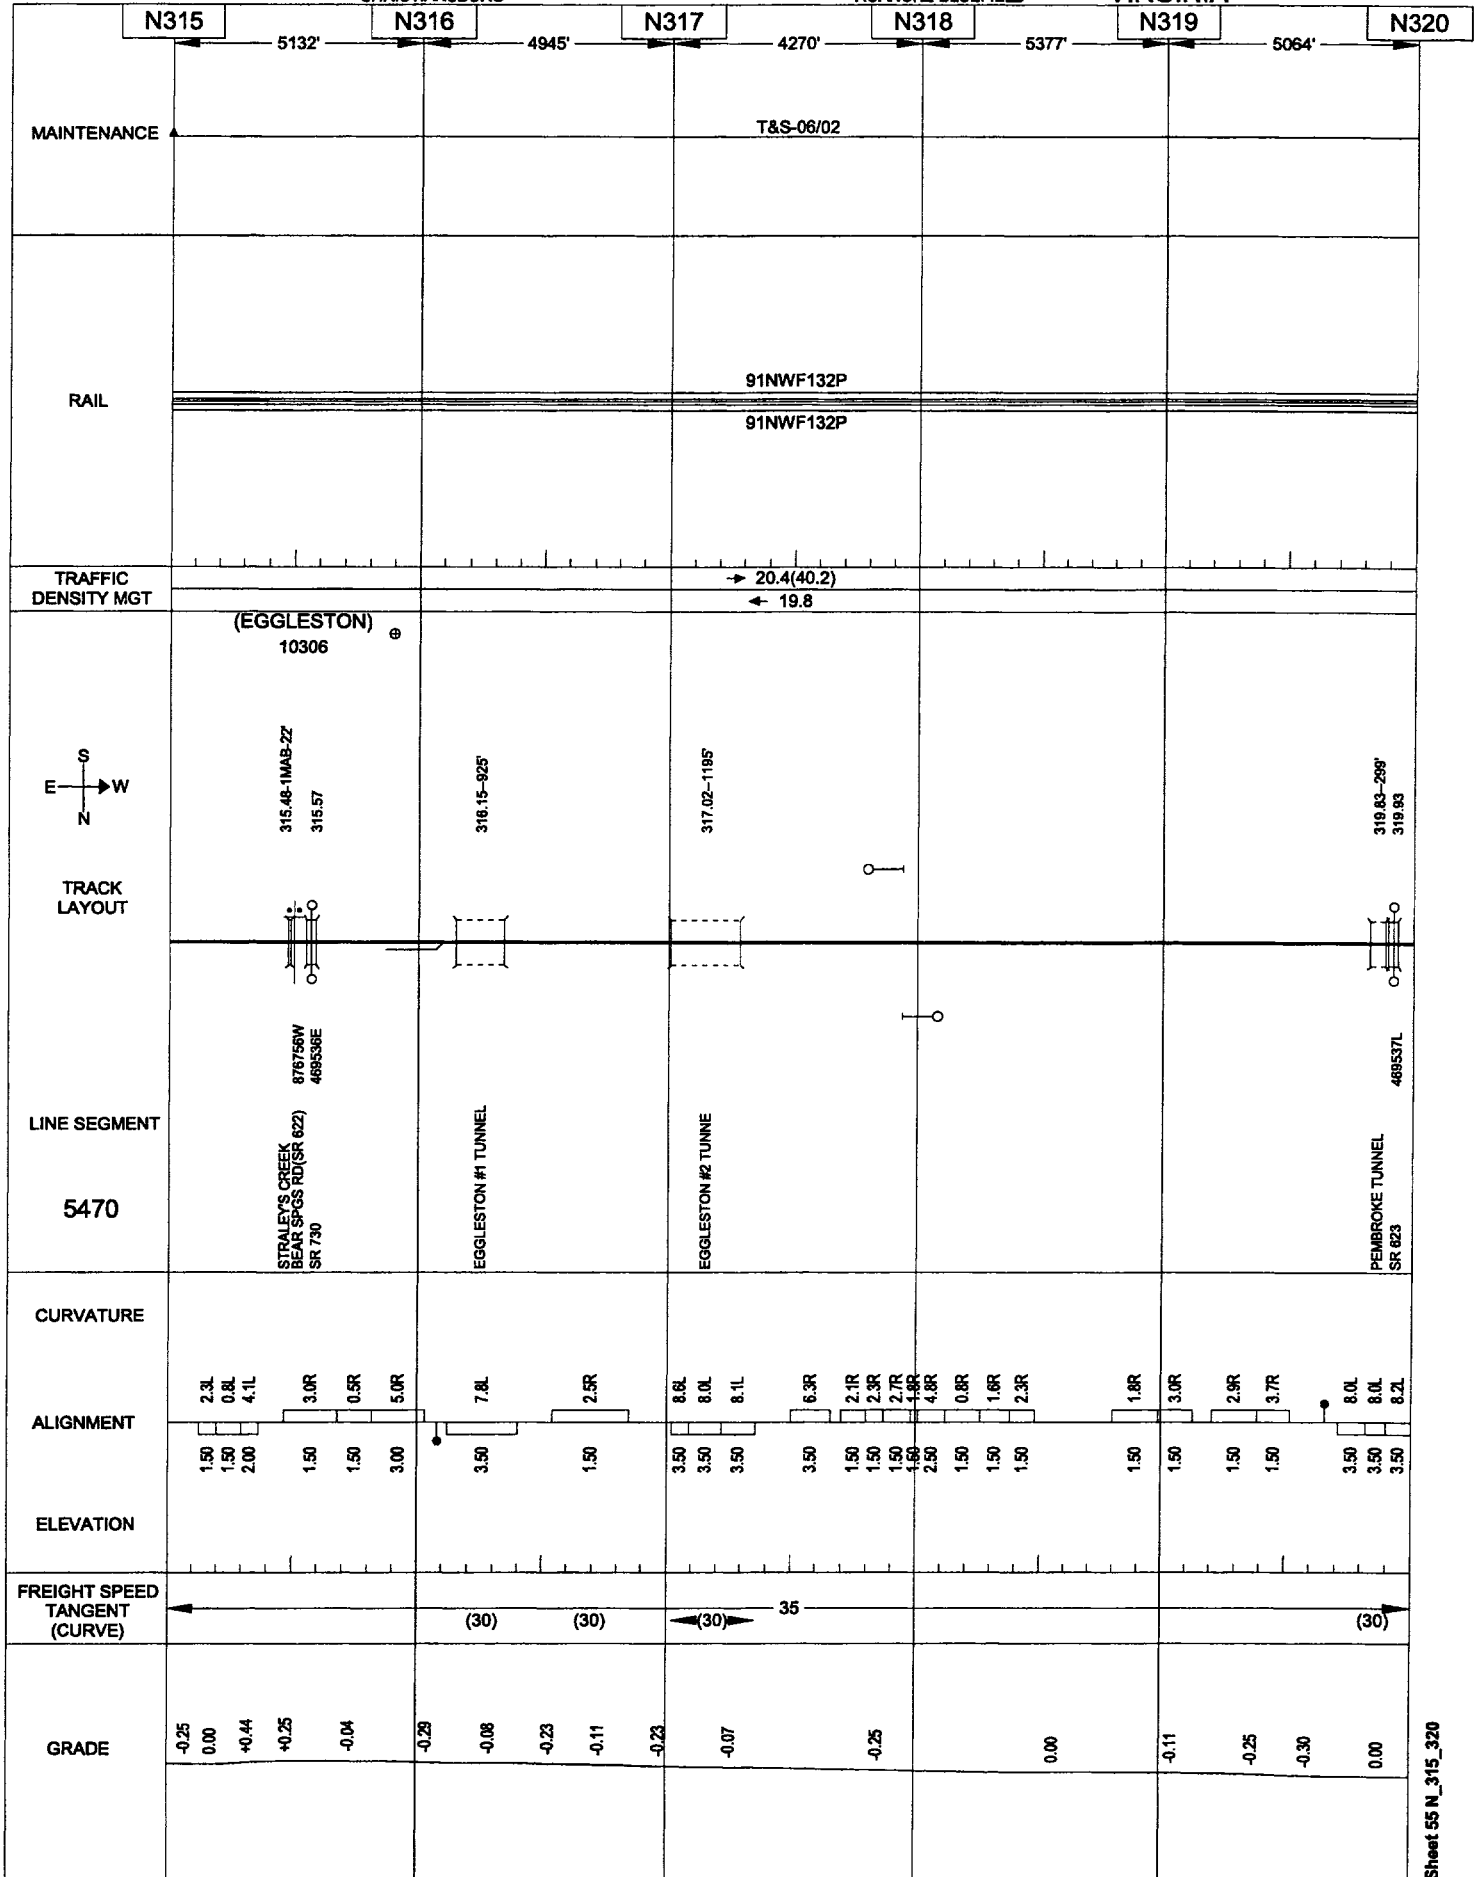 N315 N316 N317 N318 N319 N320
5132' 4945' 4270' 5377' 5064'
MAINTENANCE
T&S-06/02
RAIL
91NWF132P
91NWF132P
TRAFFIC
DENSITY MGT
20.4(40.2)
19.8
(EGGLESTON)
10306
S
E W
N
315.48-1MAB-22'
315.57
316.15--925'
317.02--1195'
319.83--299'
319.93
TRACK
LAYOUT
876756W
469536E
469537L
LINE SEGMENT
5470
STRALEY'S CREEK
BEAR SPGS RD(SR 622)
SR 730
EGGLESTON #1 TUNNEL
EGGLESTON #2 TUNNE
PEMBROKE TUNNEL
SR 623
CURVATURE
2.3L 0.8L 4.1L 3.0R 0.5R 5.0R 7.8L 2.5R 8.6L 8.0L 8.1L 6.3R 2.1R 2.3R 2.7R 1.8R 4.8R 0.8R 1.6R 2.3R 1.8R 3.0R 2.9R 3.7R 8.0L 8.0L 8.2L
ALIGNMENT
1.50 1.50 2.00 1.50 1.50 3.00 3.50 1.50 3.50 3.50 3.50 3.50 1.50 1.50 1.50 1.50 2.50 1.50 1.50 1.50 1.50 1.50 1.50 1.50 3.50 3.50 3.50
ELEVATION
FREIGHT SPEED
TANGENT
(CURVE)
35
(30) (30) (30) (30)
GRADE
-0.25 0.00 +0.44 +0.25 -0.04 -0.29 -0.08 -0.23 -0.11 -0.23 -0.07 -0.25 0.00 -0.11 -0.25 -0.30 0.00
Sheet 55 N_315_320